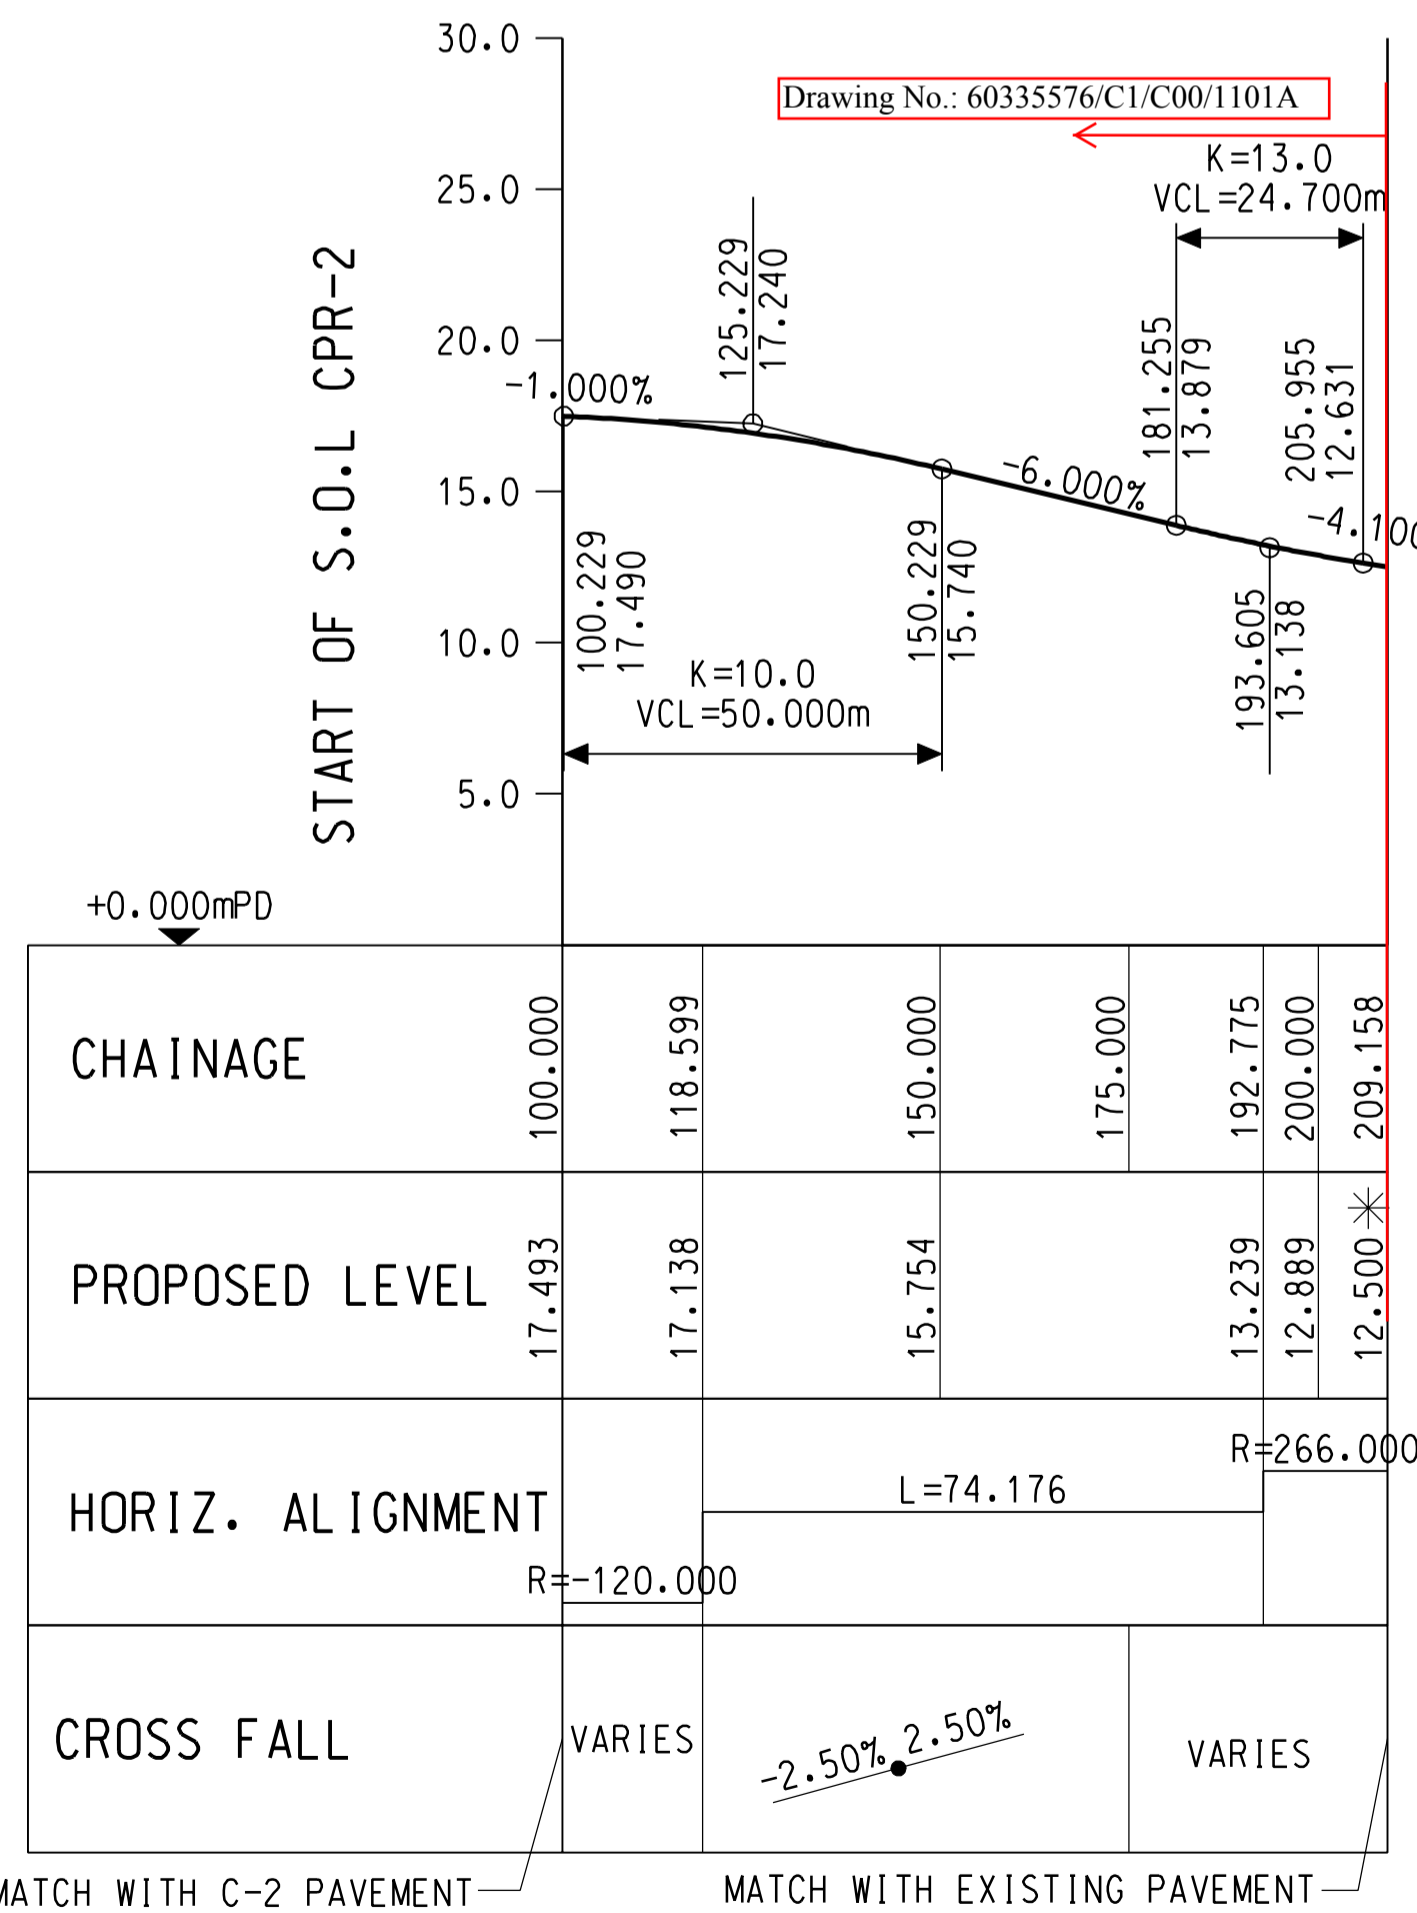 30.0
Drawing No.: 60335576/C1/C00/1101A
K=13.0
VCL=24.700m
25.0
START OF S.O.L CPR-2
125.229
17.240
20.0
181.255
13.879
205.955
12.631
-1.000%
-6.000%
-4.100
15.0
100.229
17.490
150.229
15.740
193.605
13.138
10.0
K=10.0
VCL=50.000m
5.0
+0.000mPD
CHAINAGE
100.000
118.599
150.000
175.000
192.775
200.000
209.158
PROPOSED LEVEL
17.493
17.138
15.754
13.239
12.889
12.500*
HORIZ. ALIGNMENT
R=-120.000
L=74.176
R=266.000
CROSS FALL
VARIES
-2.50% 2.50%
VARIES
MATCH WITH C-2 PAVEMENT
MATCH WITH EXISTING PAVEMENT